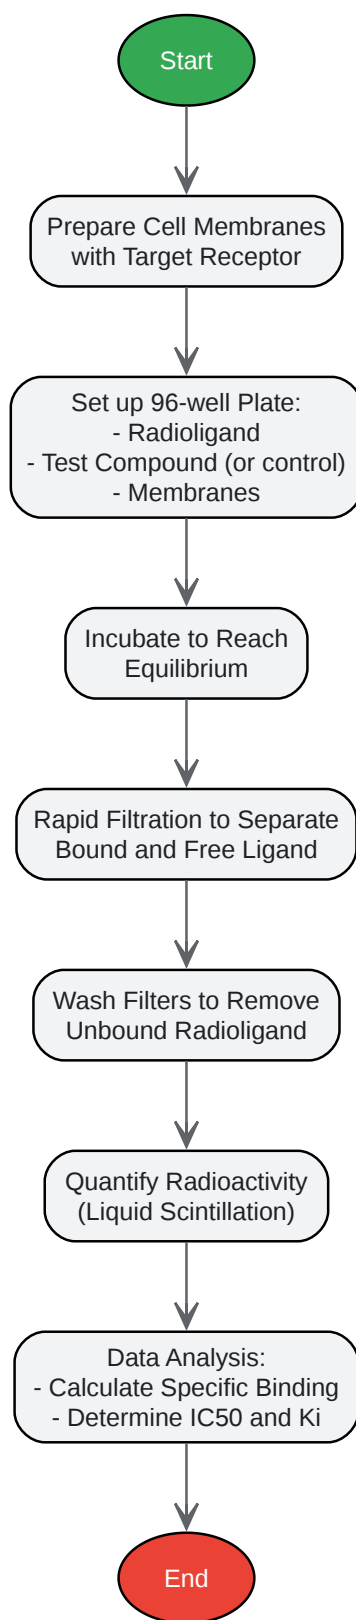 Start
Prepare Cell Membranes
with Target Receptor
Set up 96-well Plate:
- Radioligand
- Test Compound (or control)
- Membranes
Incubate to Reach
Equilibrium
Rapid Filtration to Separate
Bound and Free Ligand
Wash Filters to Remove
Unbound Radioligand
Quantify Radioactivity
(Liquid Scintillation)
Data Analysis:
- Calculate Specific Binding
- Determine IC50 and Ki
End